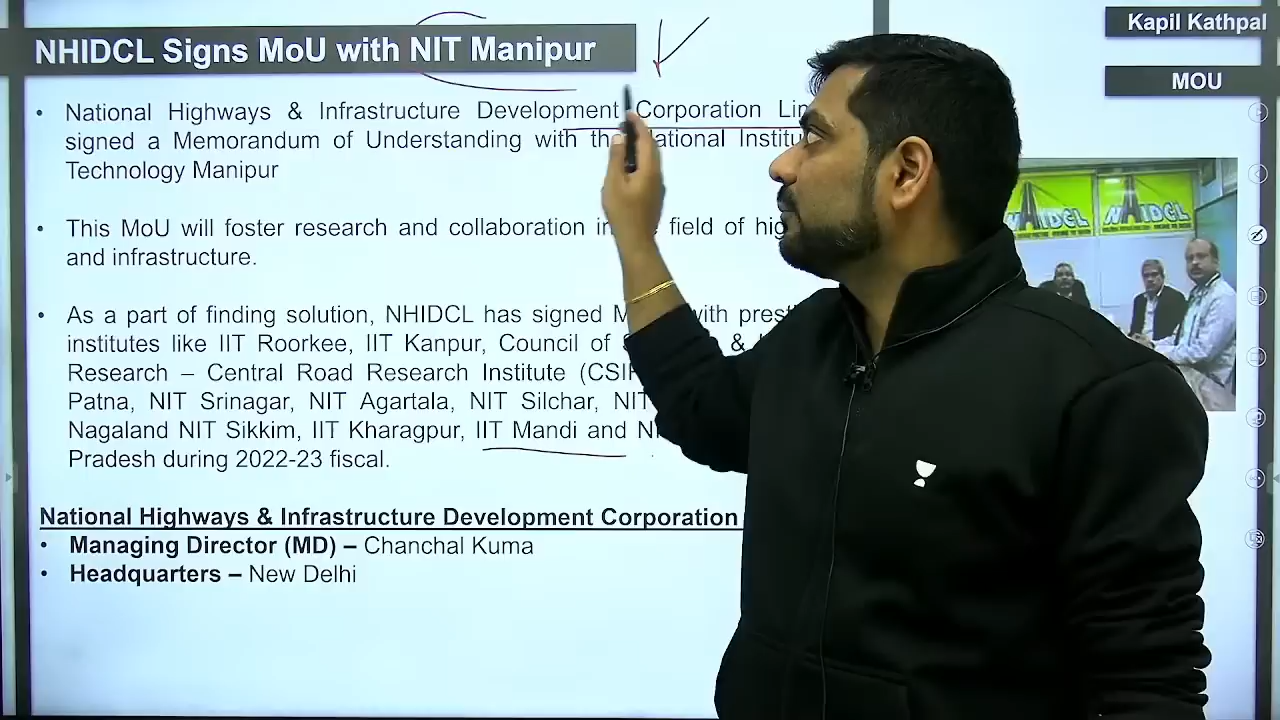 Kapil Kathpal
NHIDCL Signs MoU with NIT Manipur
MOU
• National Highways & Infrastructure Development Corporation
signed a Memorandum of Understanding with
Technology Manipur
• This MoU will foster research and collaboration field of
and infrastructure.
• As a part of finding solution, NHIDCL has signed with
institutes like IIT Roorkee, IIT Kanpur, Council of &
Research – Central Road Research Institute
Patna, NIT Srinagar, NIT Agartala, NIT Silchar, NIT
Nagaland NIT Sikkim, IIT Kharagpur, IIT Mandi and
Pradesh during 2022-23 fiscal.
National Highways & Infrastructure Development Corporation
• Managing Director (MD) – Chanchal Kuma
• Headquarters – New Delhi
NHIDCL
NHIDCL